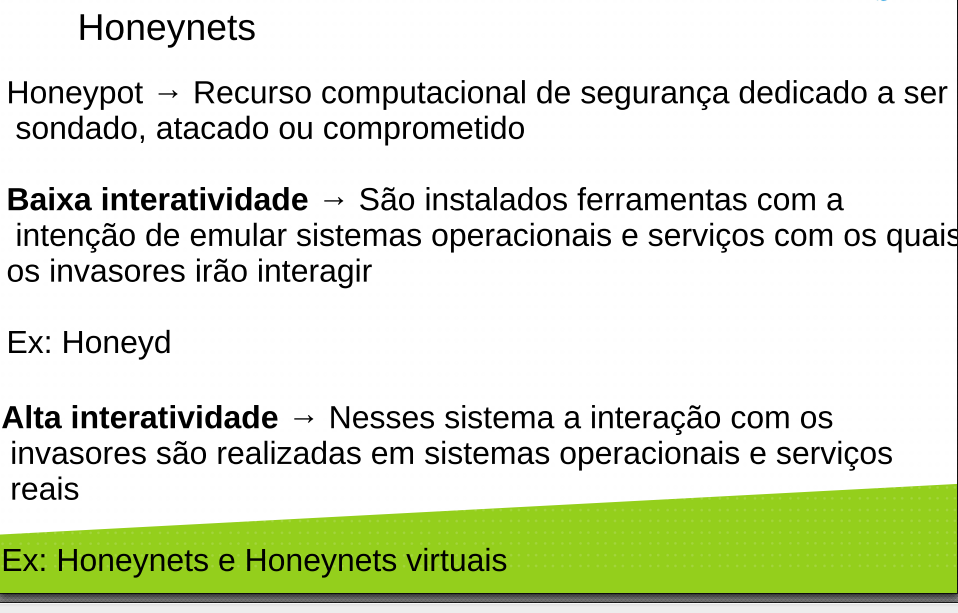 Honeynets
Honeypot → Recurso computacional de segurança dedicado a ser
sondado, atacado ou comprometido
Baixa interatividade → São instalados ferramentas com a
intenção de emular sistemas operacionais e serviços com os quais
os invasores irão interagir
Ex: Honeyd
Alta interatividade → Nesses sistema a interação com os
invasores são realizadas em sistemas operacionais e serviços
reais
Ex: Honeynets e Honeynets virtuais